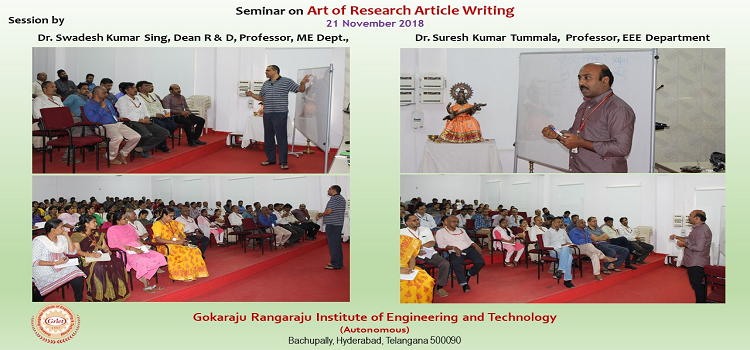 Seminar on Art of Research Article Writing
21 November 2018
Session by
Dr. Swadesh Kumar Sing, Dean R & D, Professor, ME Dept.,
Dr. Suresh Kumar Tummala, Professor, EEE Department
Gokaraju Rangaraju Institute of Engineering and Technology
(Autonomous)
Bachupally, Hyderabad, Telangana 500090